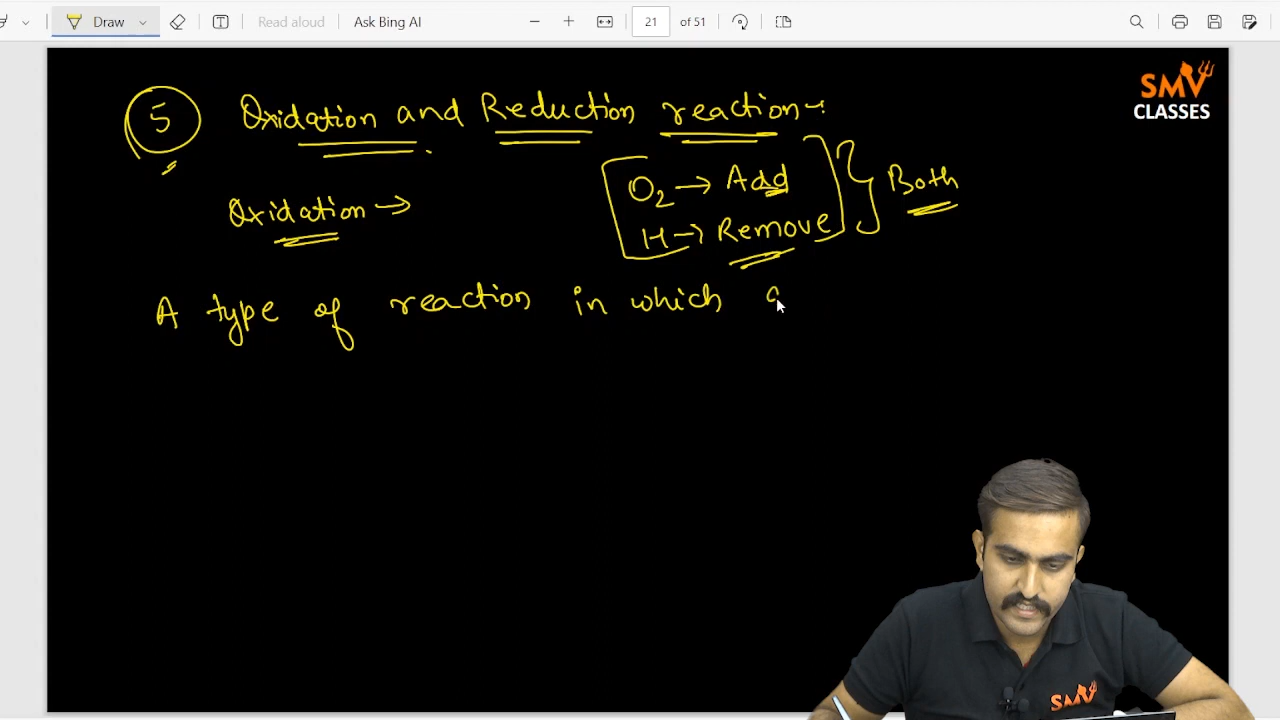 Draw
Read aloud
Ask Bing AI
21 of 51
SMV
CLASSES
5 Oxidation and Reduction reaction:
Oxidation →
O2 → Add
H → Remove
Both
A type of reaction in which
SMV